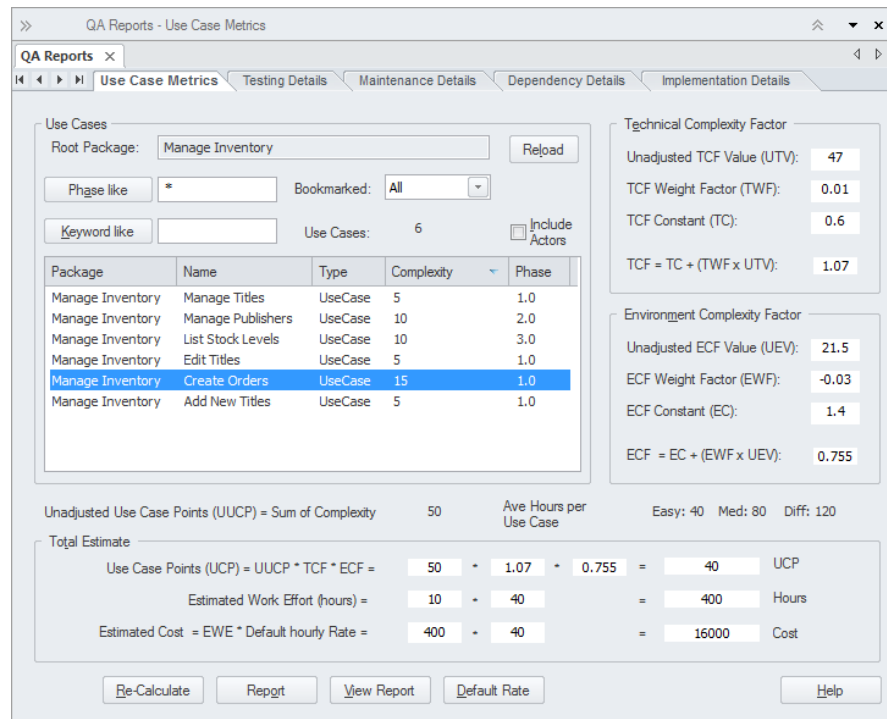 QA Reports - Use Case Metrics
QA Reports
Use Case Metrics Testing Details Maintenance Details Dependency Details Implementation Details
Use Cases
Root Package: Manage Inventory Reload
Phase like * Bookmarked: All
Keyword like Use Cases: 6 Include Actors
Package Name Type Complexity Phase
Manage Inventory Manage Titles UseCase 5 1.0
Manage Inventory Manage Publishers UseCase 10 2.0
Manage Inventory List Stock Levels UseCase 10 3.0
Manage Inventory Edit Titles UseCase 5 1.0
Manage Inventory Create Orders UseCase 15 1.0
Manage Inventory Add New Titles UseCase 5 1.0
Technical Complexity Factor
Unadjusted TCF Value (UTV): 47
TCF Weight Factor (TWF): 0.01
TCF Constant (TC): 0.6
TCF = TC + (TWF x UTV): 1.07
Environment Complexity Factor
Unadjusted ECF Value (UEV): 21.5
ECF Weight Factor (EWF): -0.03
ECF Constant (EC): 1.4
ECF = EC + (EWF x UEV): 0.755
Unadjusted Use Case Points (UUCP) = Sum of Complexity 50 Ave Hours per Use Case Easy: 40 Med: 80 Diff: 120
Total Estimate
Use Case Points (UCP) = UUCP * TCF * ECF = 50 * 1.07 * 0.755 = 40 UCP
Estimated Work Effort (hours) = 10 * 40 = 400 Hours
Estimated Cost = EWE * Default hourly Rate = 400 * 40 = 16000 Cost
Re-Calculate Report View Report Default Rate Help